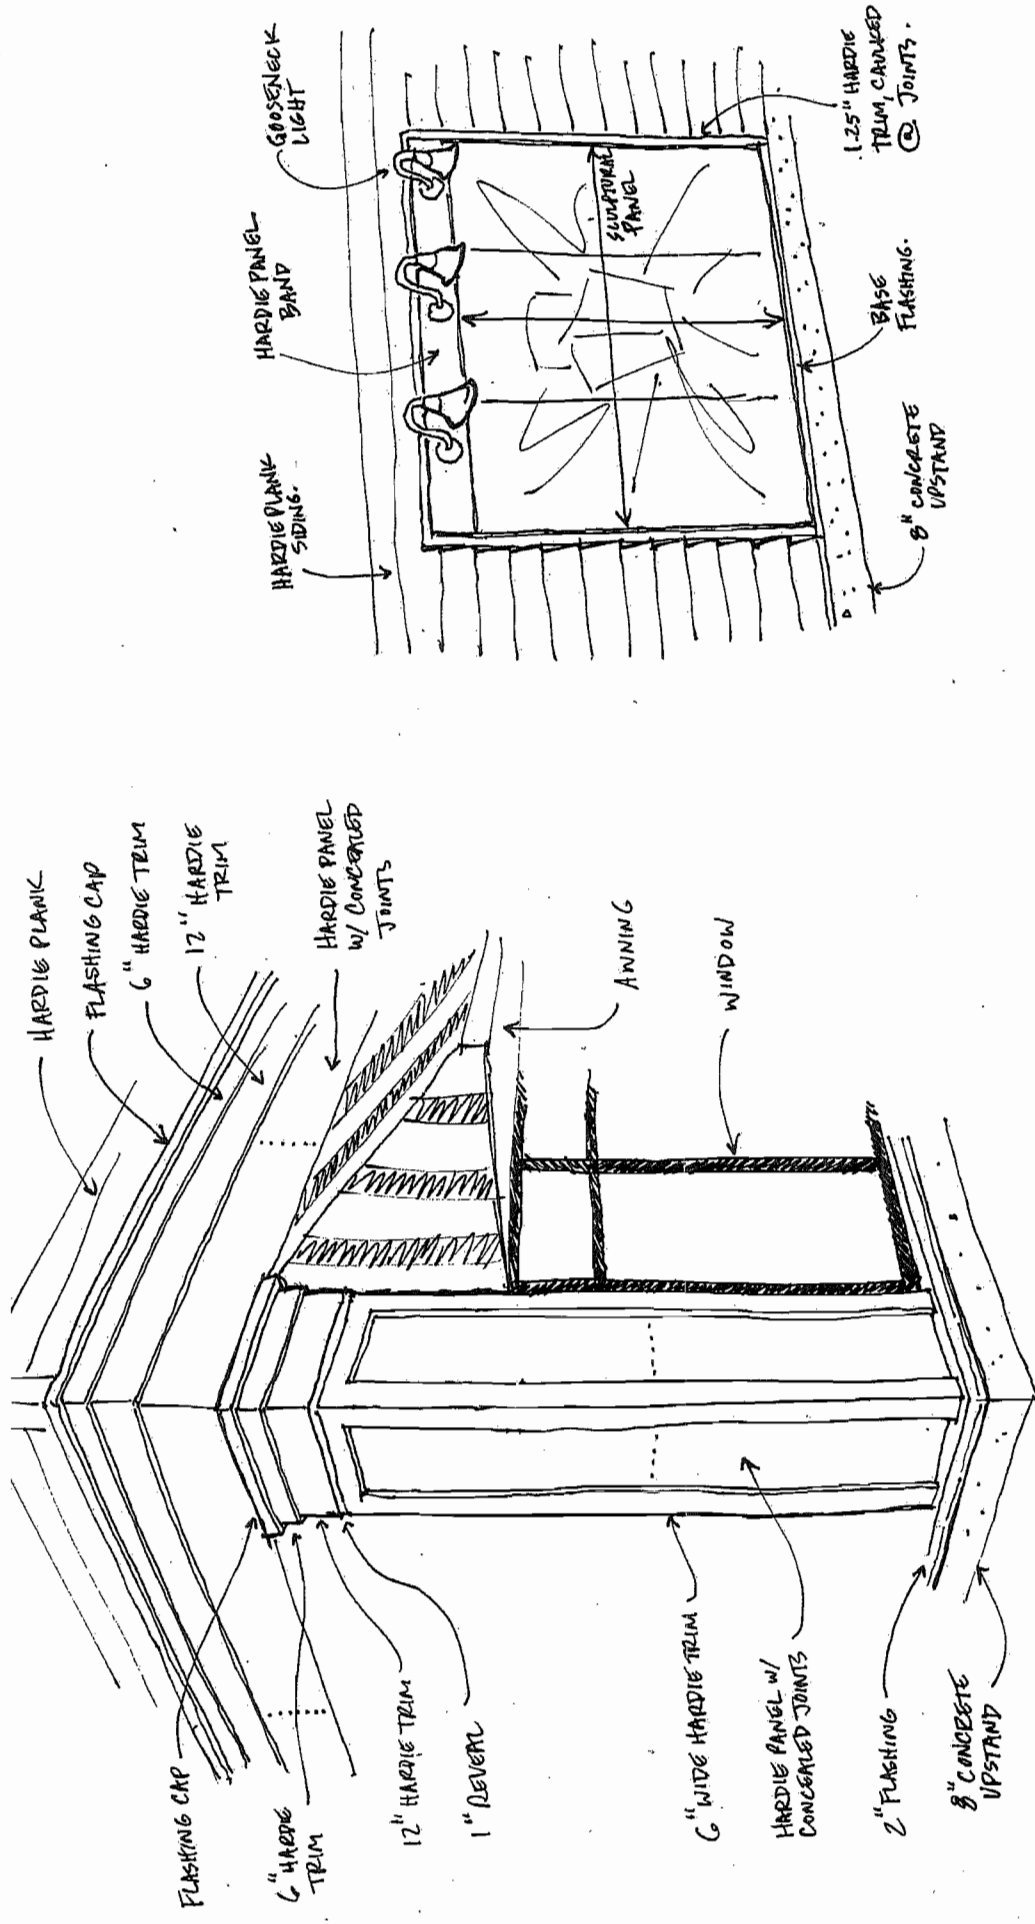 HARDIE PLANK
FLASHING CAP
6" HARDIE TRIM
12" HARDIE
TRIM
HARDIE PANEL
W/ CONCEALED
JOINTS
AWNING
WINDOW
FLASHING CAP
6" HARDIE
TRIM
12" HARDIE TRIM
1" REVEAL
6" WIDE HARDIE TRIM
HARDIE PANEL W/
CONCEALED JOINTS
2" FLASHING
8" CONCRETE
UPSTAND
HARDIE PLANK
SIDING.
HARDIE PANEL
BAND
GOOSENECK
LIGHT
SCULPTURAL
PANEL
8" CONCRETE
UPSTAND
BASE
FLASHING.
1.25" HARDIE
TRIM, CAULKED
@ JOINTS.